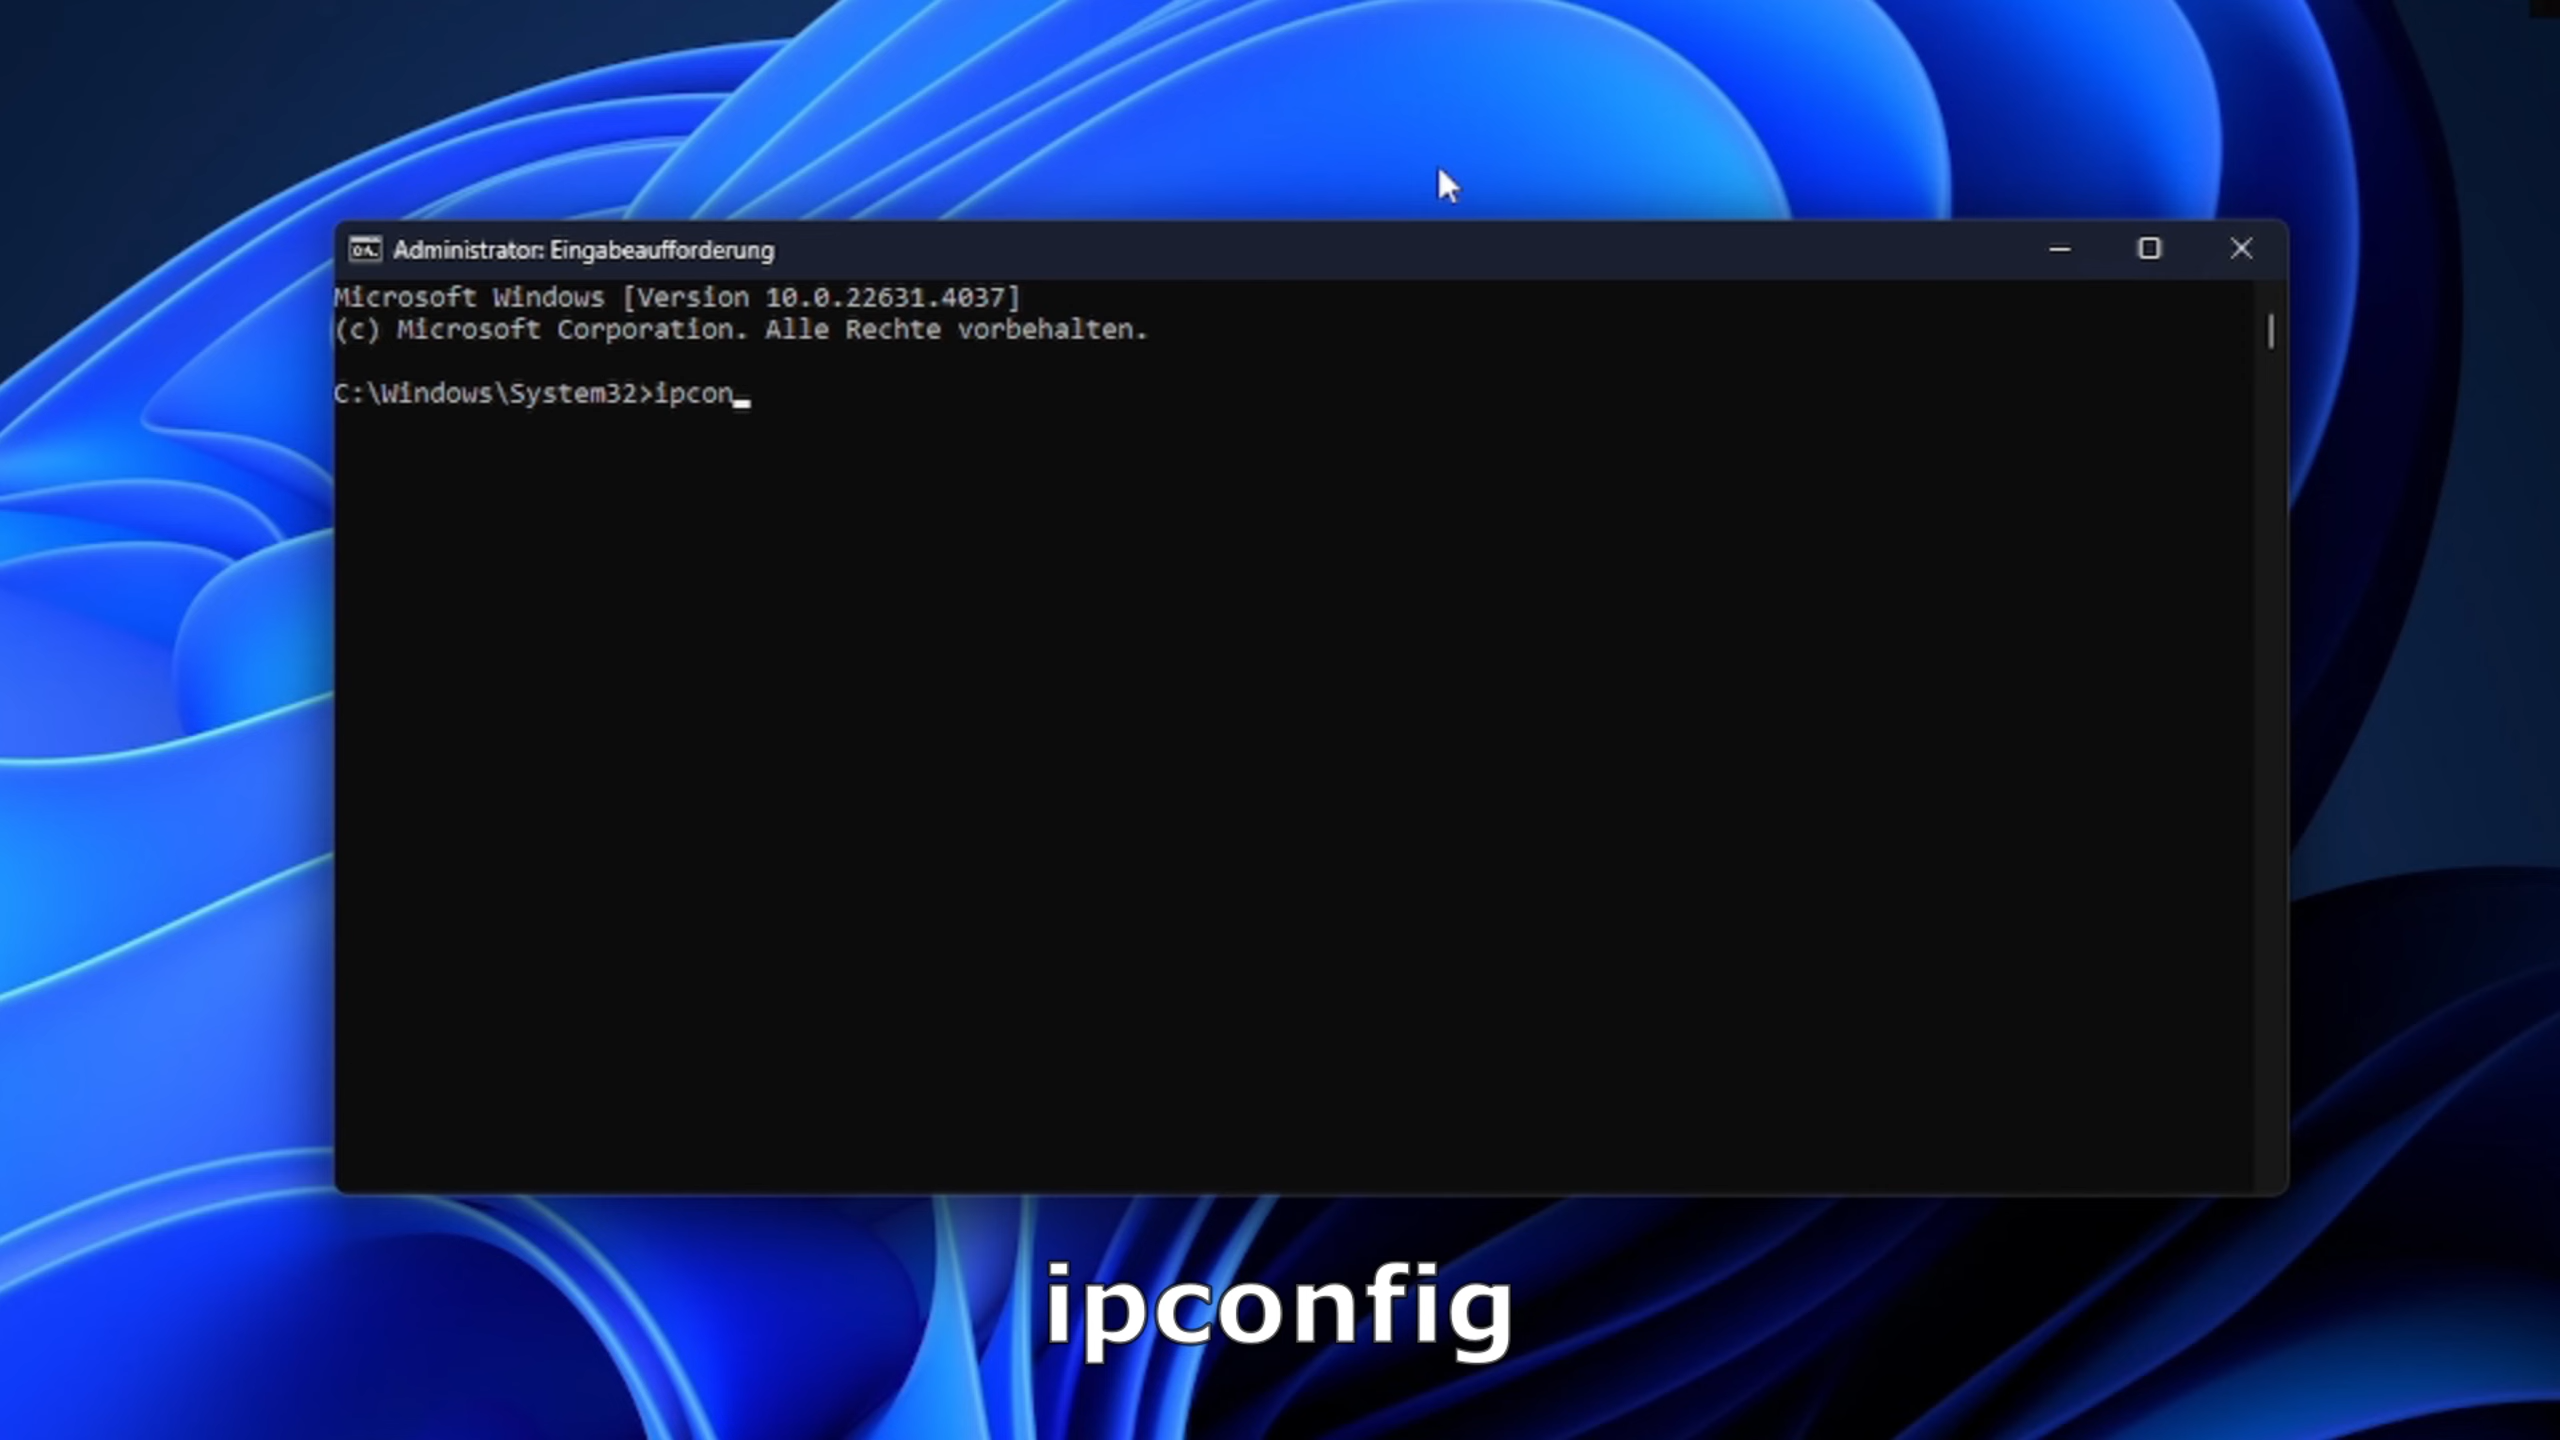 Administrator: Eingabeaufforderung
Microsoft Windows [Version 10.0.22631.4037]
(c) Microsoft Corporation. Alle Rechte vorbehalten.
C:\Windows\System32>ipcon
ipconfig